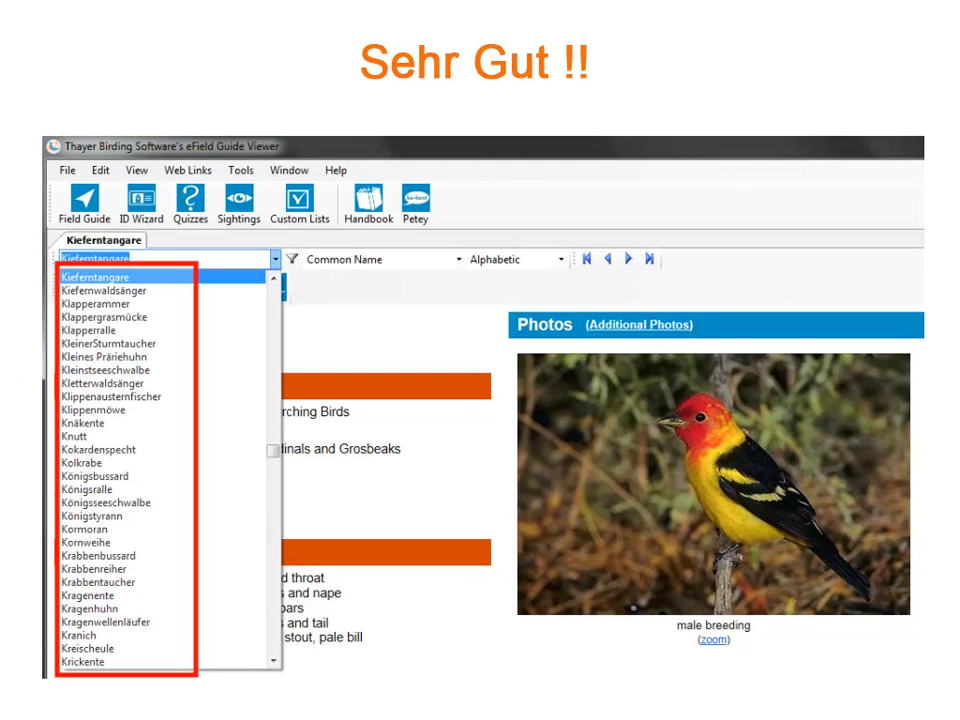 Sehr Gut !!
Thayer Birding Software's eField Guide Viewer
File Edit View Web Links Tools Window Help
Field Guide ID Wizard Quizzes Sightings Custom Lists Handbook Petey
Kieferntangare
Kieferntangare Common Name Alphabetic
Kieferntangare
Kiefernwaldsänger
Klapperammer
Klappergrasmücke
Klapperralle
KleinerSturmtaucher
Kleines Präriehuhn
Kleinstseeschwalbe
Kletterwaldsänger
Klippenausternfischer
Klippenmöwe
Knäkente
Knutt
Kokardenspecht
Kolkrabe
Königsbussard
Königsralle
Königsseeschwalbe
Königstyrann
Kormoran
Kornweihe
Krabbenbussard
Krabbenreiher
Krabbentaucher
Kragenente
Kragenhuhn
Kragenwellenläufer
Kranich
Kreischeule
Krickente
rching Birds
dinals and Grosbeaks
d throat
s and nape
bars
s and tail
stout, pale bill
Photos (Additional Photos)
male breeding
(zoom)